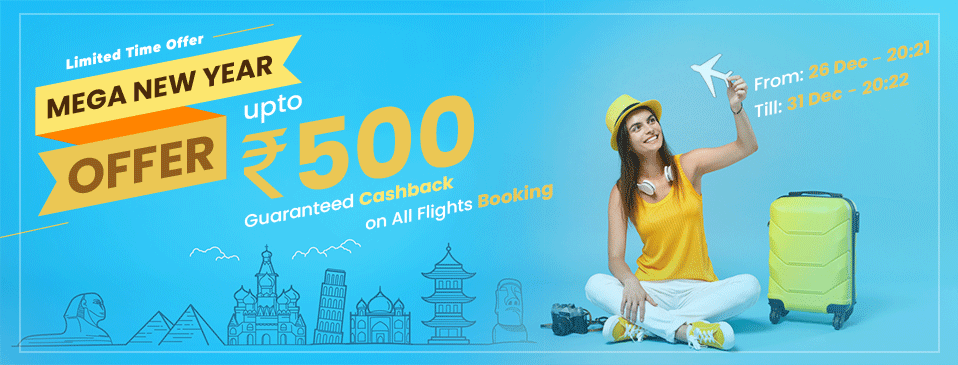 Limited Time Offer
MEGA NEW YEAR
OFFER
upto
₹500
Guaranteed Cashback
on All Flights Booking
From: 26 Dec - 20:21
Till: 31 Dec - 20:22